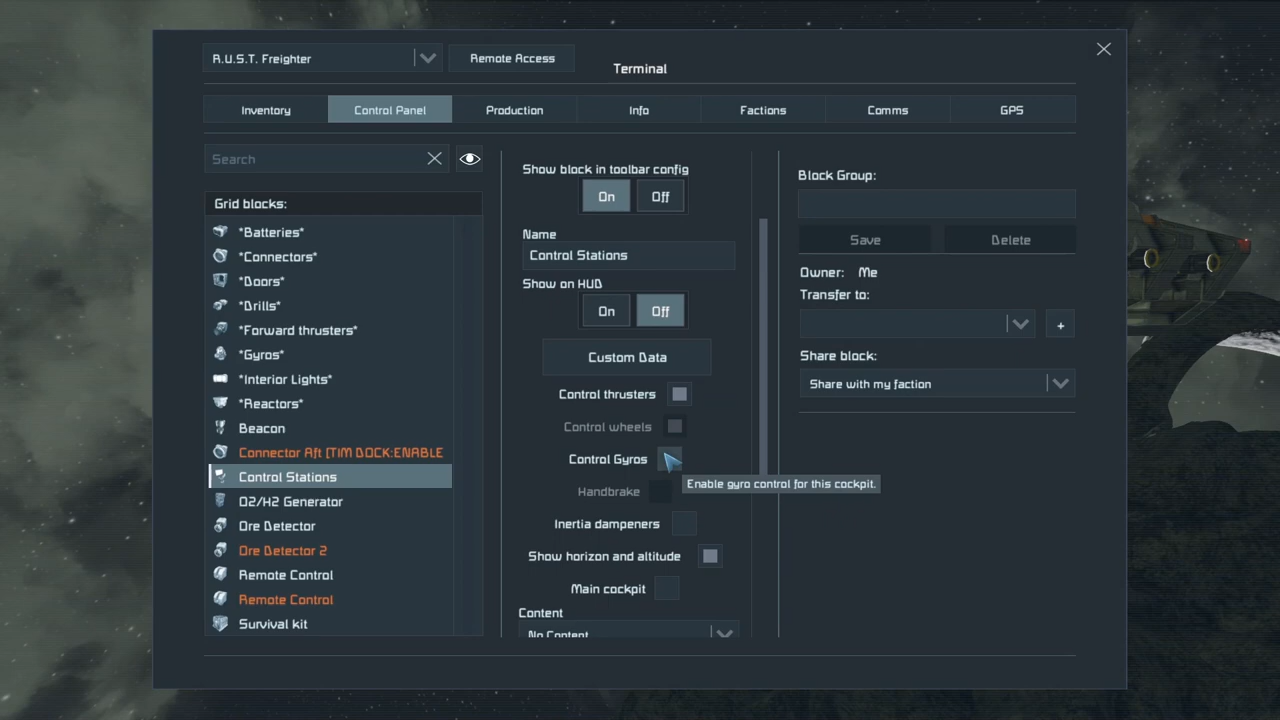 R.U.S.T. Freighter
Remote Access
Terminal
Inventory
Control Panel
Production
Info
Factions
Comms
GPS
Search
Grid blocks:
*Batteries*
*Connectors*
*Doors*
*Drills*
*Forward thrusters*
*Gyros*
*Interior Lights*
*Reactors*
Beacon
Connector Aft [TIM DOCK:ENABLE
Control Stations
O2/H2 Generator
Ore Detector
Ore Detector 2
Remote Control
Remote Control
Survival kit
Show block in toolbar config
On Off
Name
Control Stations
Show on HUD
On Off
Custom Data
Control thrusters
Control wheels
Control Gyros
Enable gyro control for this cockpit.
Handbrake
Inertia dampeners
Show horizon and altitude
Main cockpit
Content
No Content
Block Group:
Save Delete
Owner: Me
Transfer to:
+
Share block:
Share with my faction